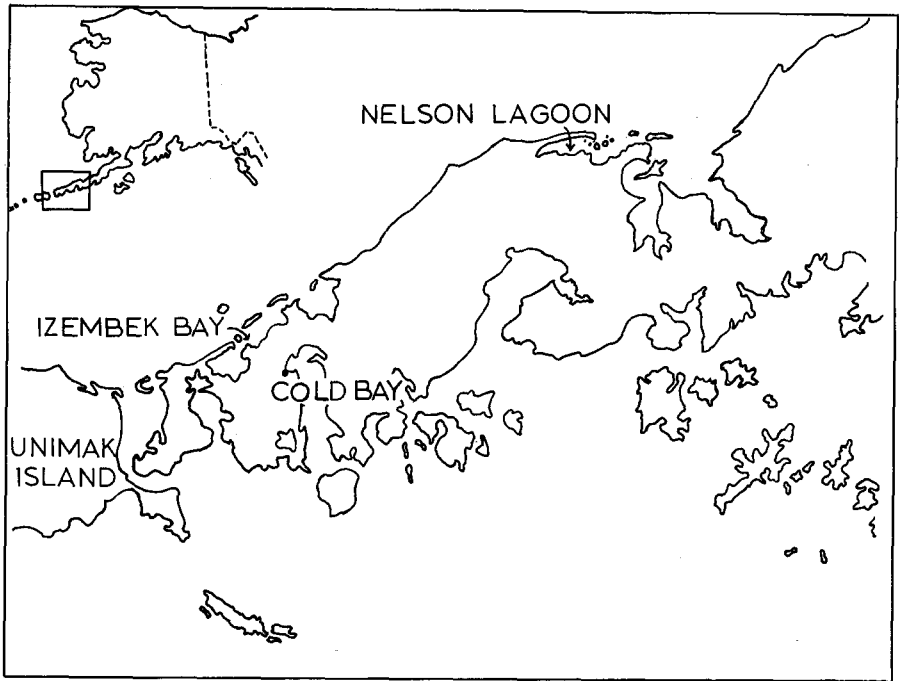 NELSON LAGOON
IZEMBEK BAY
COLD BAY
UNIMAK
ISLAND